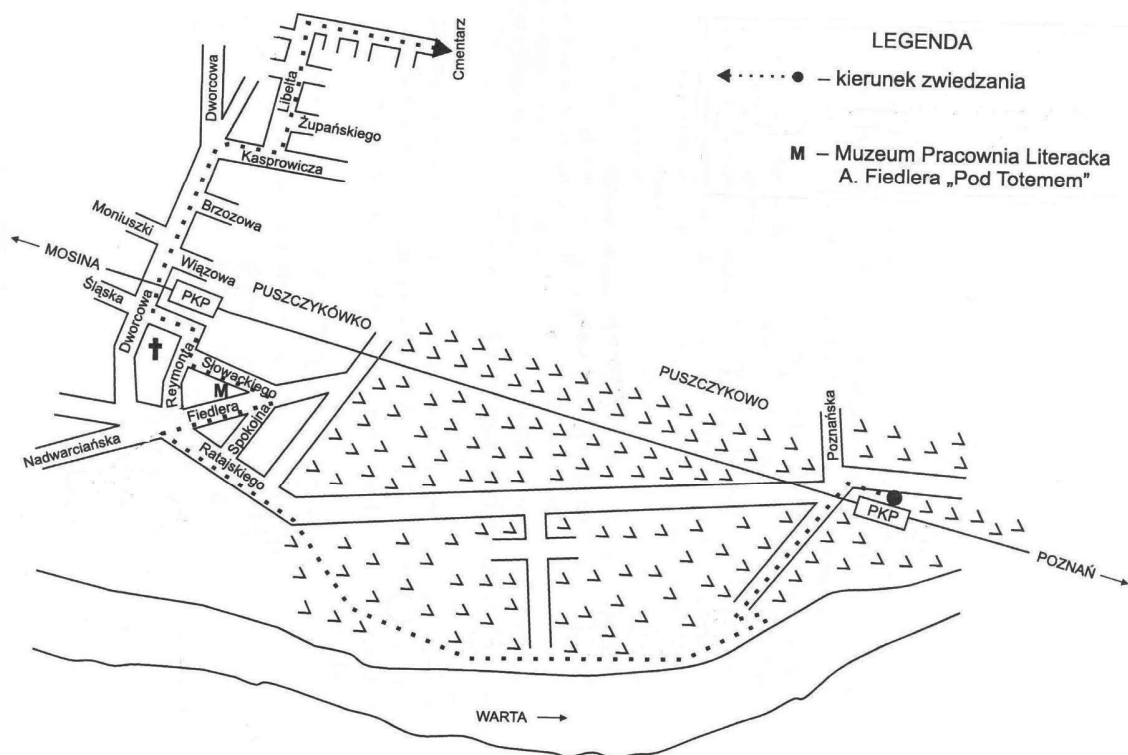 LEGENDA
– kierunek zwiedzania
M – Muzeum Pracownia Literacka
A. Fiedlera „Pod Totemem”
Cmentarz
Dworcowa
Libelta
Żupańskiego
Kasprowicza
Brzozowa
Moniuszki
MOSINA
Wiązowa
Śląska
PKP
PUSZCZYKÓWKO
Dworcowa
Reymonta
Słowackiego
M
Fiedlera
Spokolna
Ratajskiego
Nadwarciańska
PUSZCZYKOWO
Poznańska
PKP
POZNAŃ
WARTA